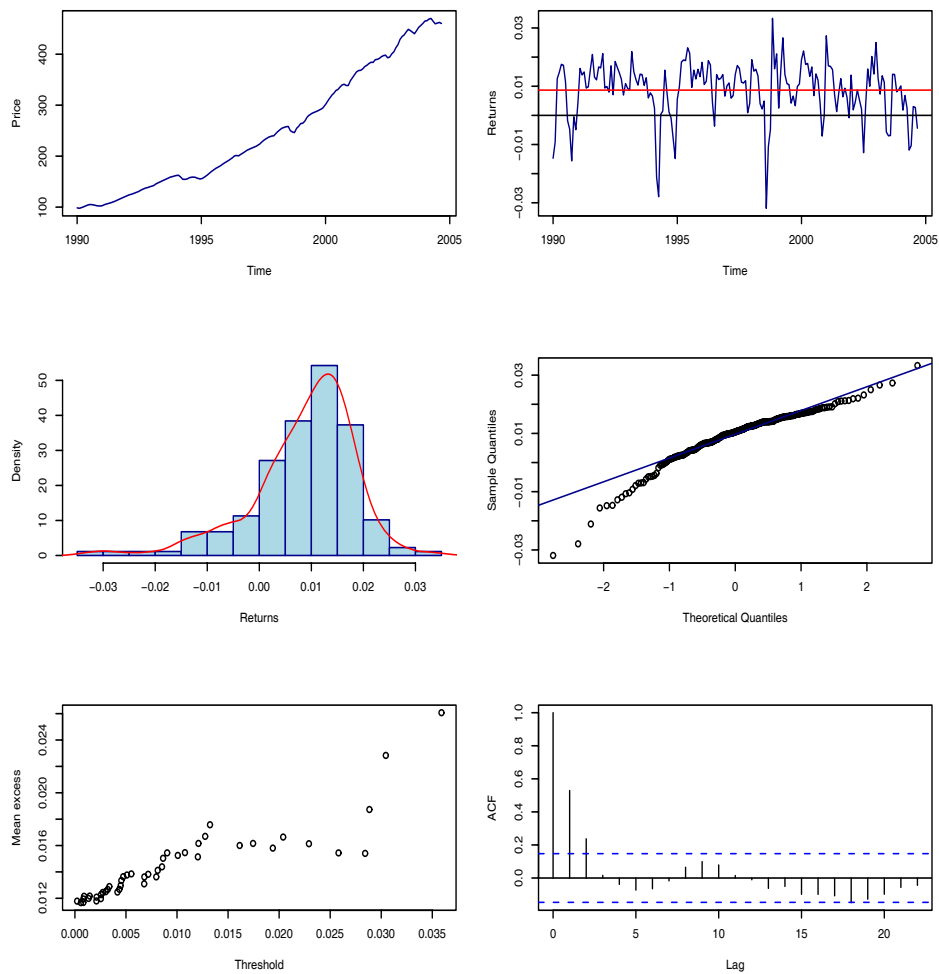 Price
100 200 300 400
1990 1995 2000 2005
Time
Returns
−0.03 −0.01 0.01 0.03
1990 1995 2000 2005
Time
Density
0 10 20 30 40 50
−0.03 −0.02 −0.01 0.00 0.01 0.02 0.03
Returns
Sample Quantiles
−0.03 −0.01 0.01 0.03
−2 −1 0 1 2
Theoretical Quantiles
Mean excess
0.012 0.016 0.020 0.024
0.000 0.005 0.010 0.015 0.020 0.025 0.030 0.035
Threshold
ACF
0.0 0.2 0.4 0.6 0.8 1.0
0 5 10 15 20
Lag